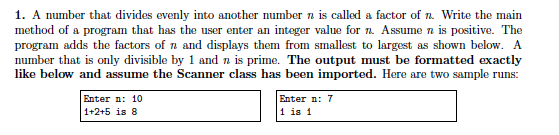 1. A number that divides evenly into another number n is called a factor of n. Write the main
method of a program that has the user enter an integer value for n. Assume n is positive. The
program adds the factors of n and displays them from smallest to largest as shown below. A
number that is only divisible by 1 and n is prime. The output must be formatted exactly
like below and assume the Scanner class has been imported. Here are two sample runs:
Enter n: 10
1+2+5 is 8
Enter n: 7
1 is 1